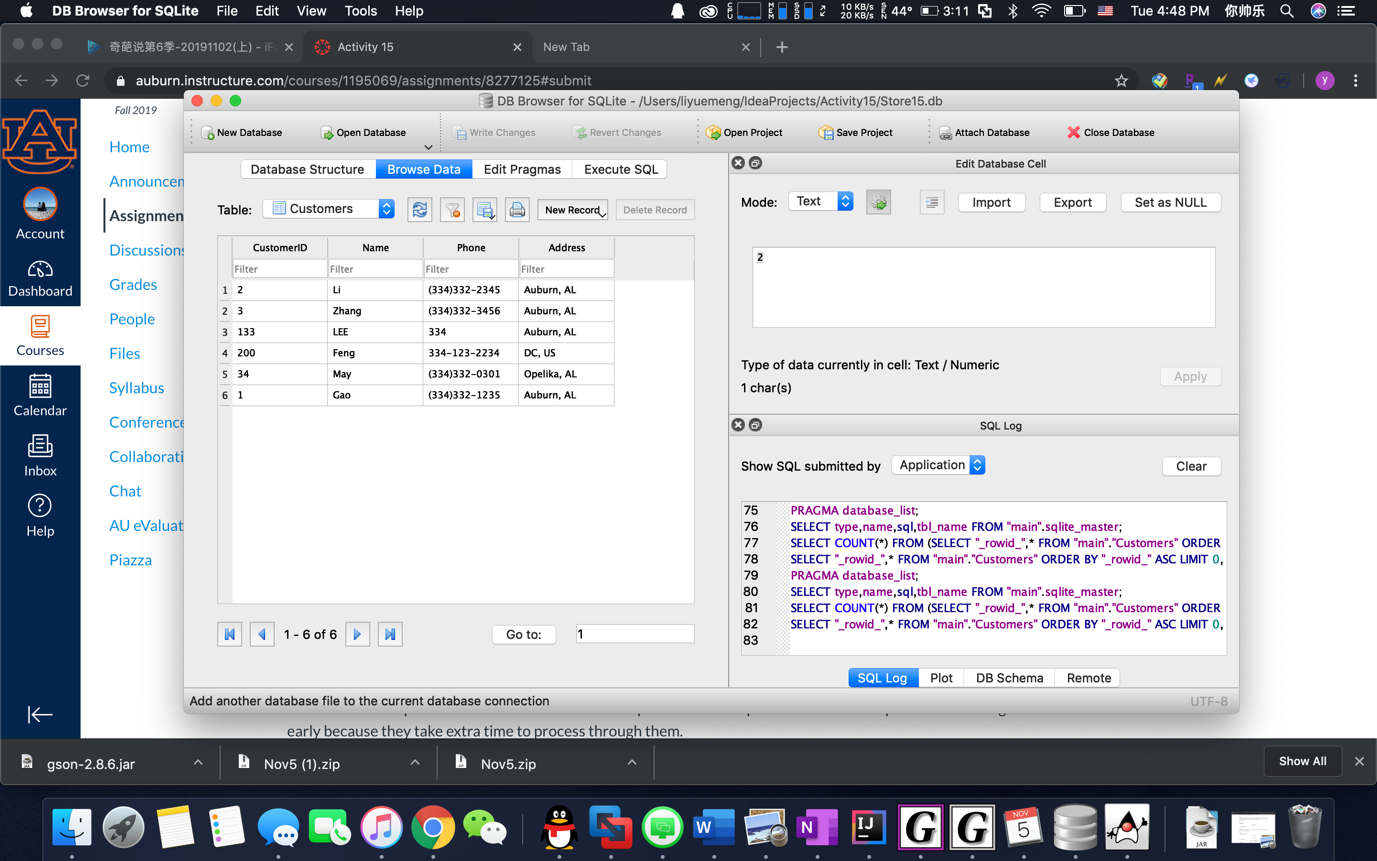 DB Browser for SQLite File Edit View Tools Help
10 KB/s
20 KB/s
44° 3:11 Tue 4:48 PM 你帅乐
奇葩说第6季-20191102(上) - iF Activity 15 New Tab
auburn.instructure.com/courses/1195069/assignments/8277125#submit
Account
Dashboard
Courses
Calendar
Inbox
Help
Fall 2019
Home
Announcem
Assignmen
Discussions
Grades
People
Files
Syllabus
Conference
Collaborati
Chat
AU eValuat
Piazza
DB Browser for SQLite - /Users/liyuemeng/IdeaProjects/Activity15/Store15.db
New Database Open Database Write Changes Revert Changes Open Project Save Project Attach Database Close Database
Database Structure Browse Data Edit Pragmas Execute SQL
Table: Customers New Record Delete Record
CustomerID Name Phone Address
Filter Filter Filter Filter
1 2 Li (334)332-2345 Auburn, AL
2 3 Zhang (334)332-3456 Auburn, AL
3 133 LEE 334 Auburn, AL
4 200 Feng 334-123-2234 DC, US
5 34 May (334)332-0301 Opelika, AL
6 1 Gao (334)332-1235 Auburn, AL
1 - 6 of 6 Go to: 1
Edit Database Cell
Mode: Text Import Export Set as NULL
2
Type of data currently in cell: Text / Numeric
1 char(s)
Apply
SQL Log
Show SQL submitted by Application Clear
75 PRAGMA database_list;
76 SELECT type,name,sql,tbl_name FROM "main".sqlite_master;
77 SELECT COUNT(*) FROM (SELECT "_rowid_",* FROM "main"."Customers" ORDER
78 SELECT "_rowid_",* FROM "main"."Customers" ORDER BY "_rowid_" ASC LIMIT 0,
79 PRAGMA database_list;
80 SELECT type,name,sql,tbl_name FROM "main".sqlite_master;
81 SELECT COUNT(*) FROM (SELECT "_rowid_",* FROM "main"."Customers" ORDER
82 SELECT "_rowid_",* FROM "main"."Customers" ORDER BY "_rowid_" ASC LIMIT 0,
83
SQL Log Plot DB Schema Remote
Add another database file to the current database connection UTF-8
early because they take extra time to process through them.
gson-2.8.6.jar Nov5 (1).zip Nov5.zip Show All
W N IJ G G NOV 5 JAR